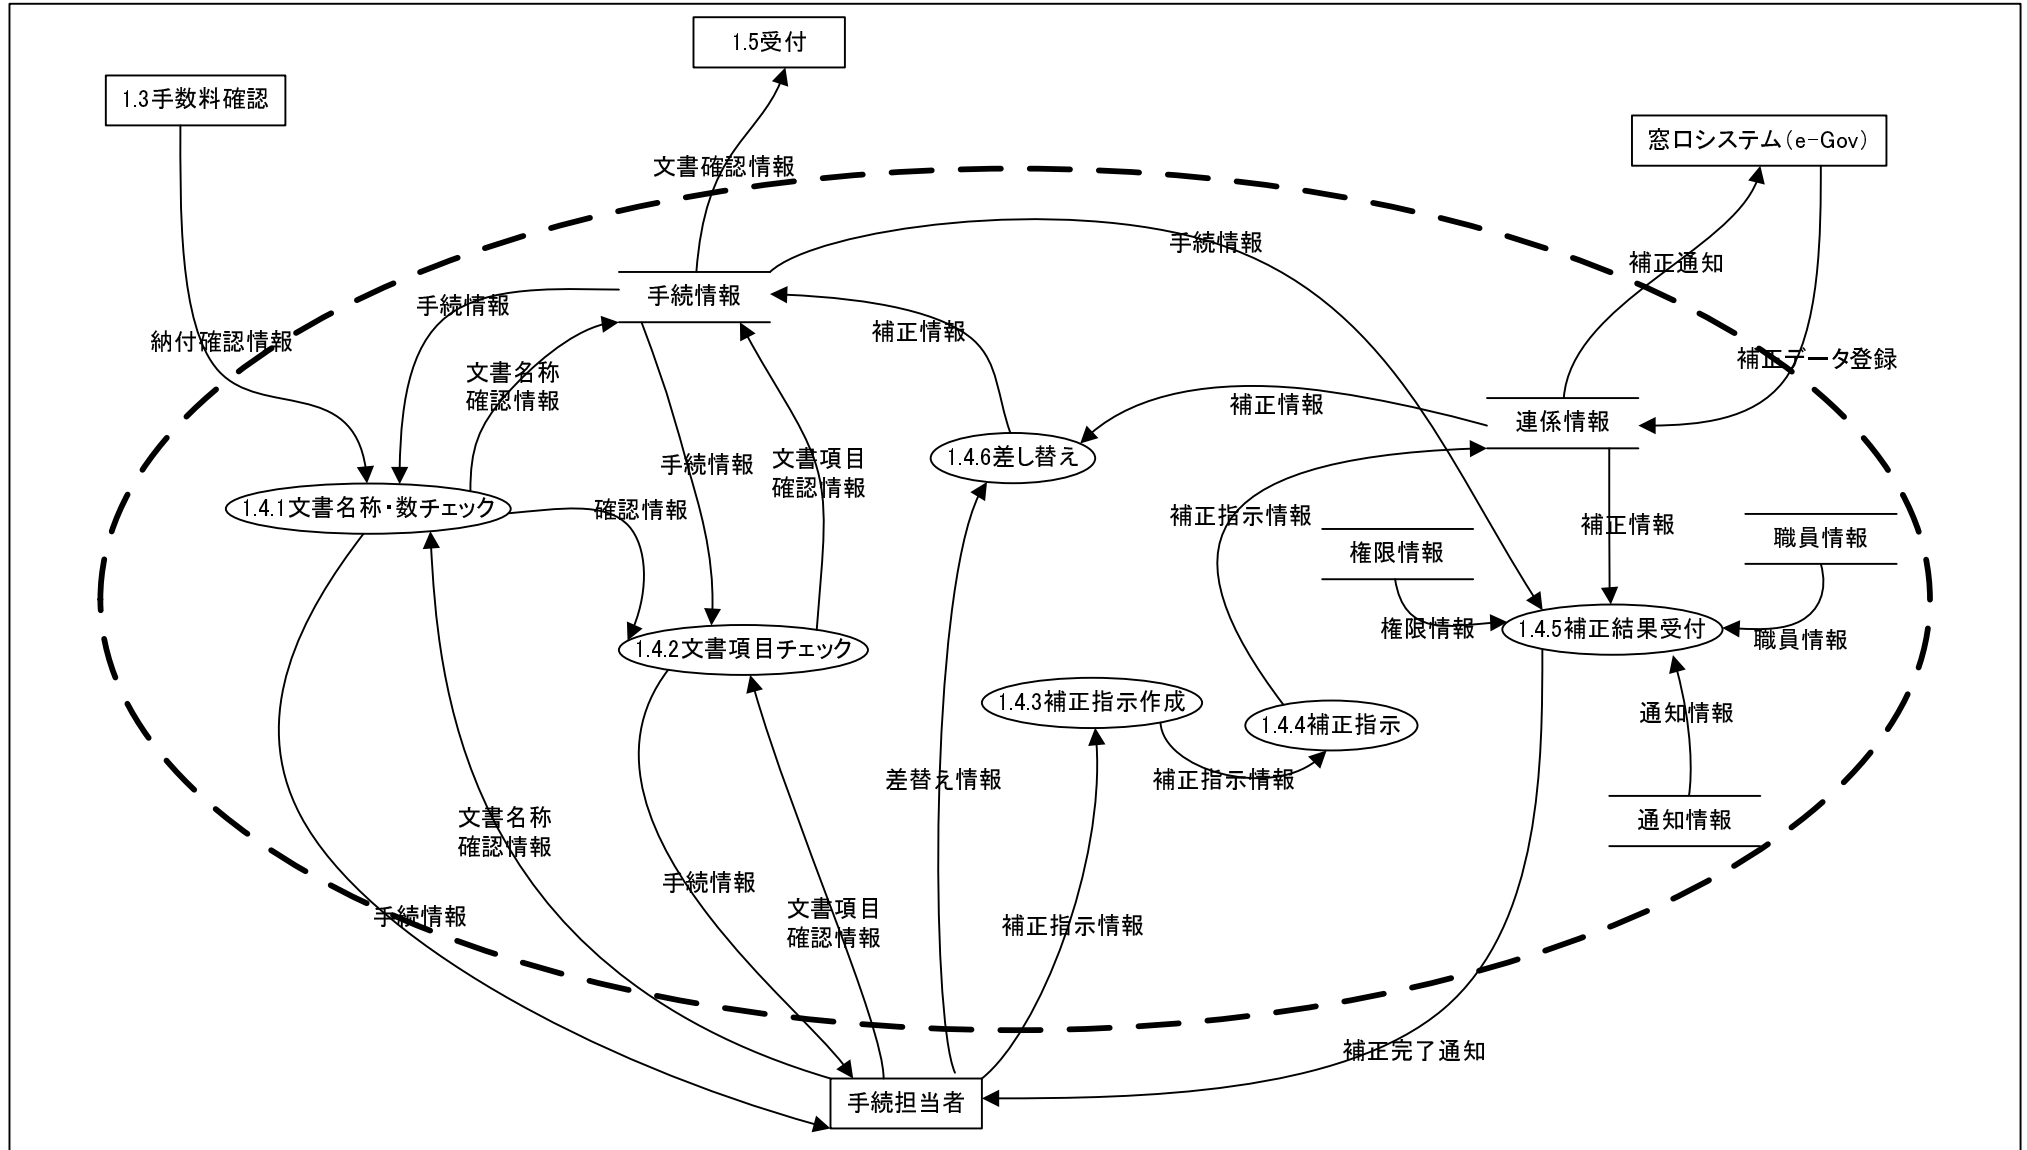 1.5受付
1.3手数料確認
窓口システム(e-Gov)
文書確認情報
手続情報
補正通知
手続情報
手続情報
補正情報
納付確認情報
補正データ登録
文書名称
確認情報
補正情報
連係情報
手続情報
文書項目
確認情報
1.4.6差し替え
1.4.1文書名称・数チェック
確認情報
補正指示情報
補正情報
権限情報
職員情報
権限情報
1.4.5補正結果受付
職員情報
1.4.2文書項目チェック
1.4.3補正指示作成
1.4.4補正指示
通知情報
差替え情報
補正指示情報
文書名称
確認情報
通知情報
手続情報
手続情報
文書項目
確認情報
補正指示情報
補正完了通知
手続担当者